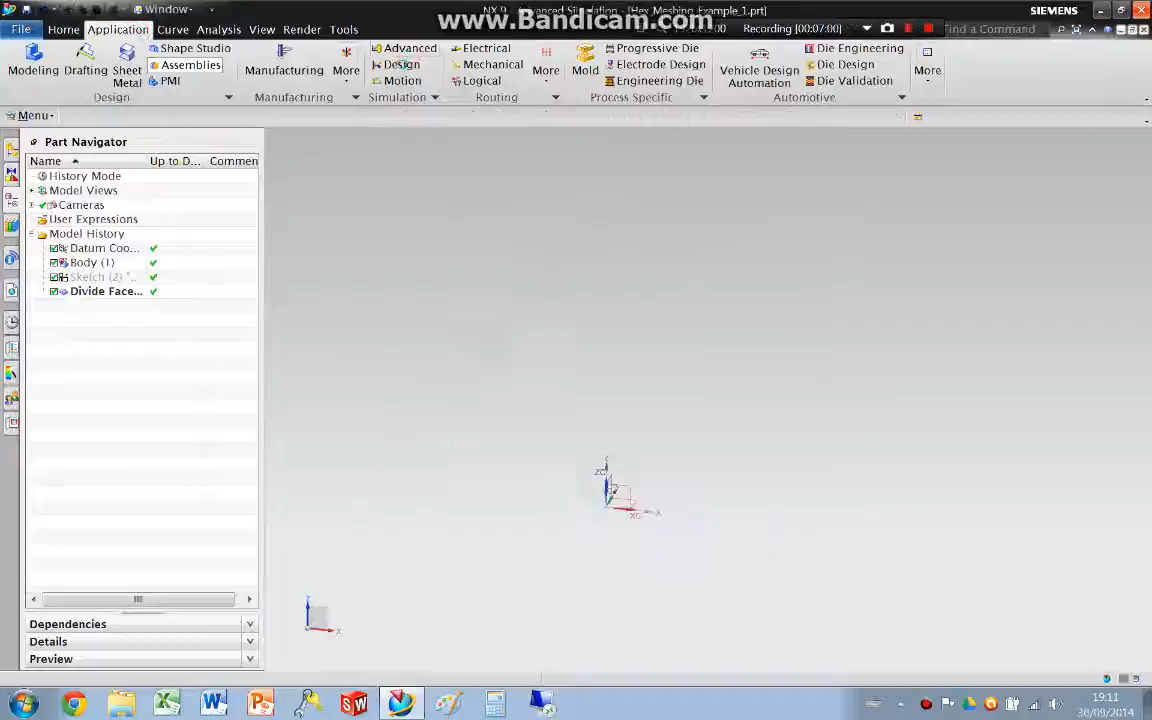 NX 9 - Advanced Simulation - [Hex_Meshing_Example_1.prt]
www.Bandicam.com
Window
SIEMENS
File Home Application Curve Analysis View Render Tools
Recording [00:07:00]
Find a Command
Modeling Drafting Sheet Metal
Shape Studio
Assemblies
PMI
Design
Manufacturing More
Manufacturing
Advanced
Design
Motion
Simulation
Electrical
Mechanical
Logical
More
Routing
Mold
Progressive Die
Electrode Design
Engineering Die
Process Specific
Vehicle Design Automation
Die Engineering
Die Design
Die Validation
Automotive
More
Menu
Part Navigator
Name Up to D... Commen
History Mode
Model Views
Cameras
User Expressions
Model History
Datum Coo...
Body (1)
Sketch (2) "...
Divide Face...
ZC
XC X
Z
X
Dependencies
Details
Preview
19:11
30/09/2014